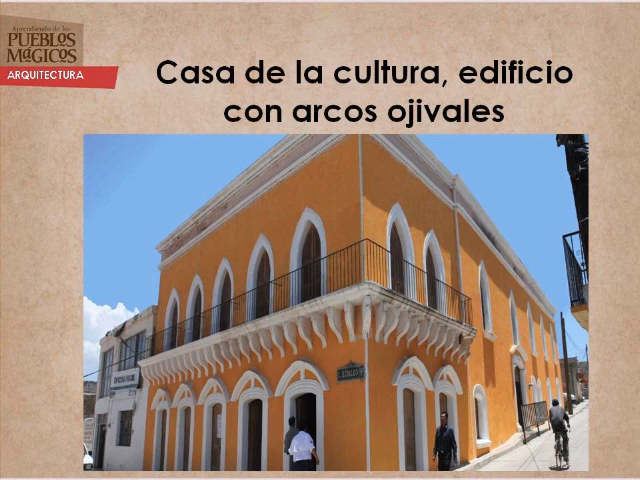 Aprendiendo de los
PUEBLOS
MáGICOS
ARQUITECTURA
Casa de la cultura, edificio
con arcos ojivales